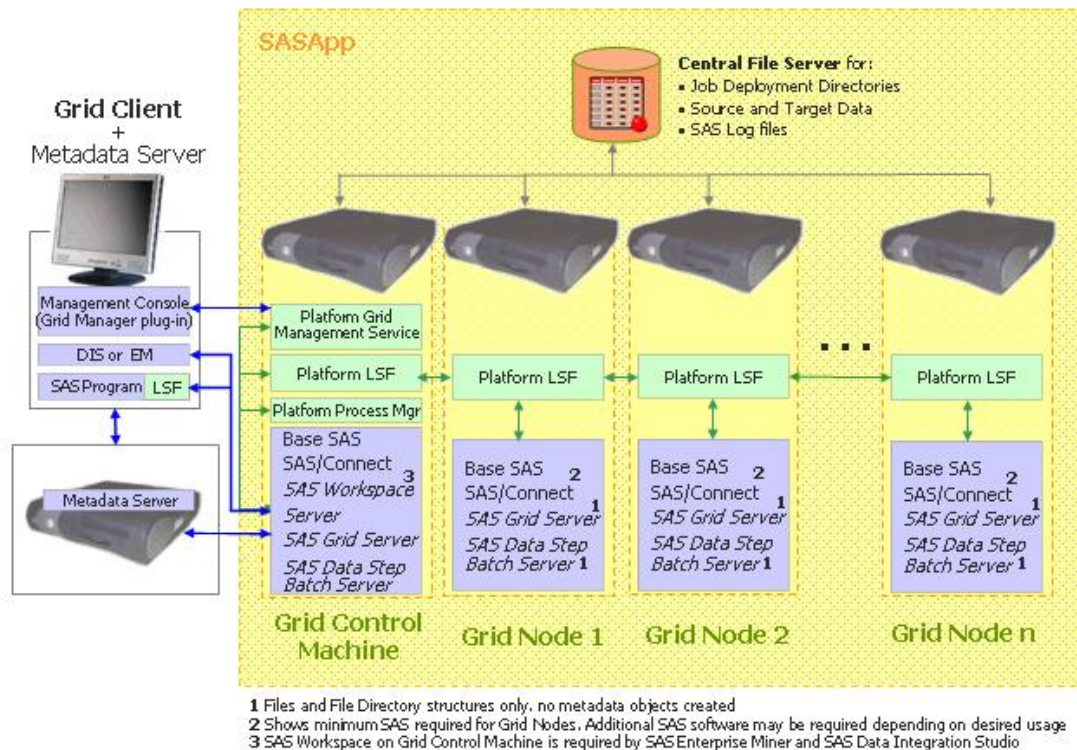 SASApp
Central File Server for:
• Job Deployment Directories
• Source and Target Data
• SAS Log files
Grid Client
+
Metadata Server
Management Console
(Grid Manager plug-in)
DIS or EM
SAS Program LSF
Metadata Server
Platform Grid
Management Service
Platform LSF
Platform Process Mgr
Base SAS
SAS/Connect 3
SAS Workspace
Server
SAS Grid Server
SAS Data Step
Batch Server
Grid Control
Machine
Platform LSF
Base SAS 2
SAS/Connect 1
SAS Grid Server
SAS Data Step
Batch Server 1
Grid Node 1
Platform LSF
Base SAS 2
SAS/Connect 1
SAS Grid Server
SAS Data Step
Batch Server 1
Grid Node 2
...
Platform LSF
Base SAS 2
SAS/Connect 1
SAS Grid Server
SAS Data Step
Batch Server 1
Grid Node n
1 Files and File Directory structures only, no metadata objects created
2 Shows minimum SAS required for Grid Nodes. Additional SAS software may be required depending on desired usage
3 SAS Workspace on Grid Control Machine is required by SAS Enterprise Miner and SAS Data Integration Studio